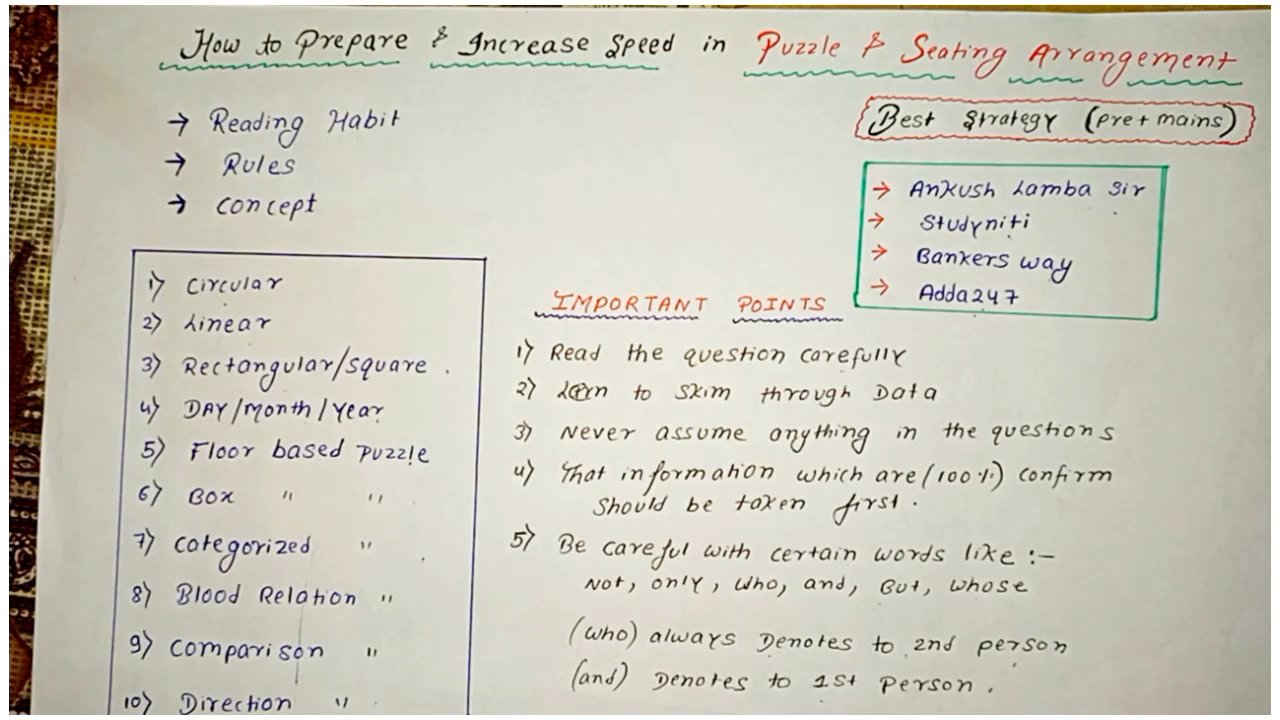 How to Prepare & Increase Speed in Puzzle & Seating Arrangement
→ Reading Habit
→ Rules
→ concept
Best Strategy (pre+mains)
→ Ankush Lamba Sir
→ Studyniti
→ Bankers way
→ Adda247
1) Circular
2) Linear
3) Rectangular/square.
4) DAY/month/Year
5) Floor based Puzzle
6) Box " "
7) categorized "
8) Blood Relation "
9) comparison "
10) Direction "
IMPORTANT POINTS
1) Read the question carefully
2) learn to skim through Data
3) Never assume anything in the questions
4) That information which are (100%) confirm
should be taken first.
5) Be careful with certain words like :-
Not, only, who, and, But, whose
(who) always Denotes to 2nd person
(and) Denotes to 1st Person.